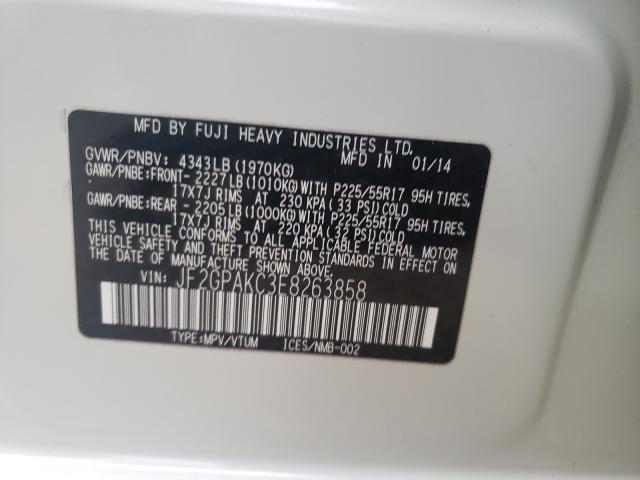 MFD BY FUJI HEAVY INDUSTRIES LTD.
MFD IN 01/14
GVWR/PNBV: 4343LB(1970KG)
GAWR/PNBE:FRONT- 2227LB(1010KG)WITH P225/55R17 95H TIRES,
17X7J RIMS AT 230 KPA(33 PSI)COLD
GAWR/PNBE:REAR - 2205LB(1000KG)WITH P225/55R17 95H TIRES,
17X7J RIMS AT 220 KPA(32 PSI)COLD
THIS VEHICLE CONFORMS TO ALL APPLICABLE FEDERAL MOTOR
VEHICLE SAFETY AND THEFT PREVENTION STANDARDS IN EFFECT ON
THE DATE OF MANUFACTURE SHOWN ABOVE.
VIN: JF2GPAKC3E8263858
TYPE:MPV/VTUM ICES/NMB-002